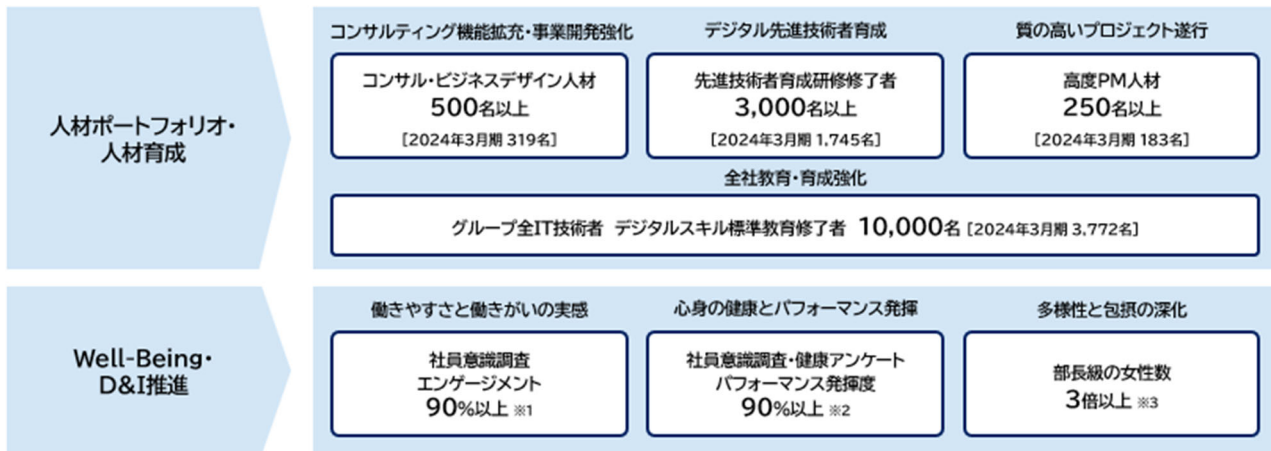 人材ポートフォリオ・
人材育成
コンサルティング機能拡充・事業開発強化
コンサル・ビジネスデザイン人材
500名以上
[2024年3月期 319名]
デジタル先進技術者育成
先進技術者育成研修修了者
3,000名以上
[2024年3月期 1,745名]
質の高いプロジェクト遂行
高度PM人材
250名以上
[2024年3月期 183名]
全社教育・育成強化
グループ全IT技術者 デジタルスキル標準教育修了者 10,000名 [2024年3月期 3,772名]
Well-Being・
D&I推進
働きやすさと働きがいの実感
社員意識調査
エンゲージメント
90%以上 ※1
心身の健康とパフォーマンス発揮
社員意識調査・健康アンケート
パフォーマンス発揮度
90%以上 ※2
多様性と包摂の深化
部長級の女性数
3倍以上 ※3